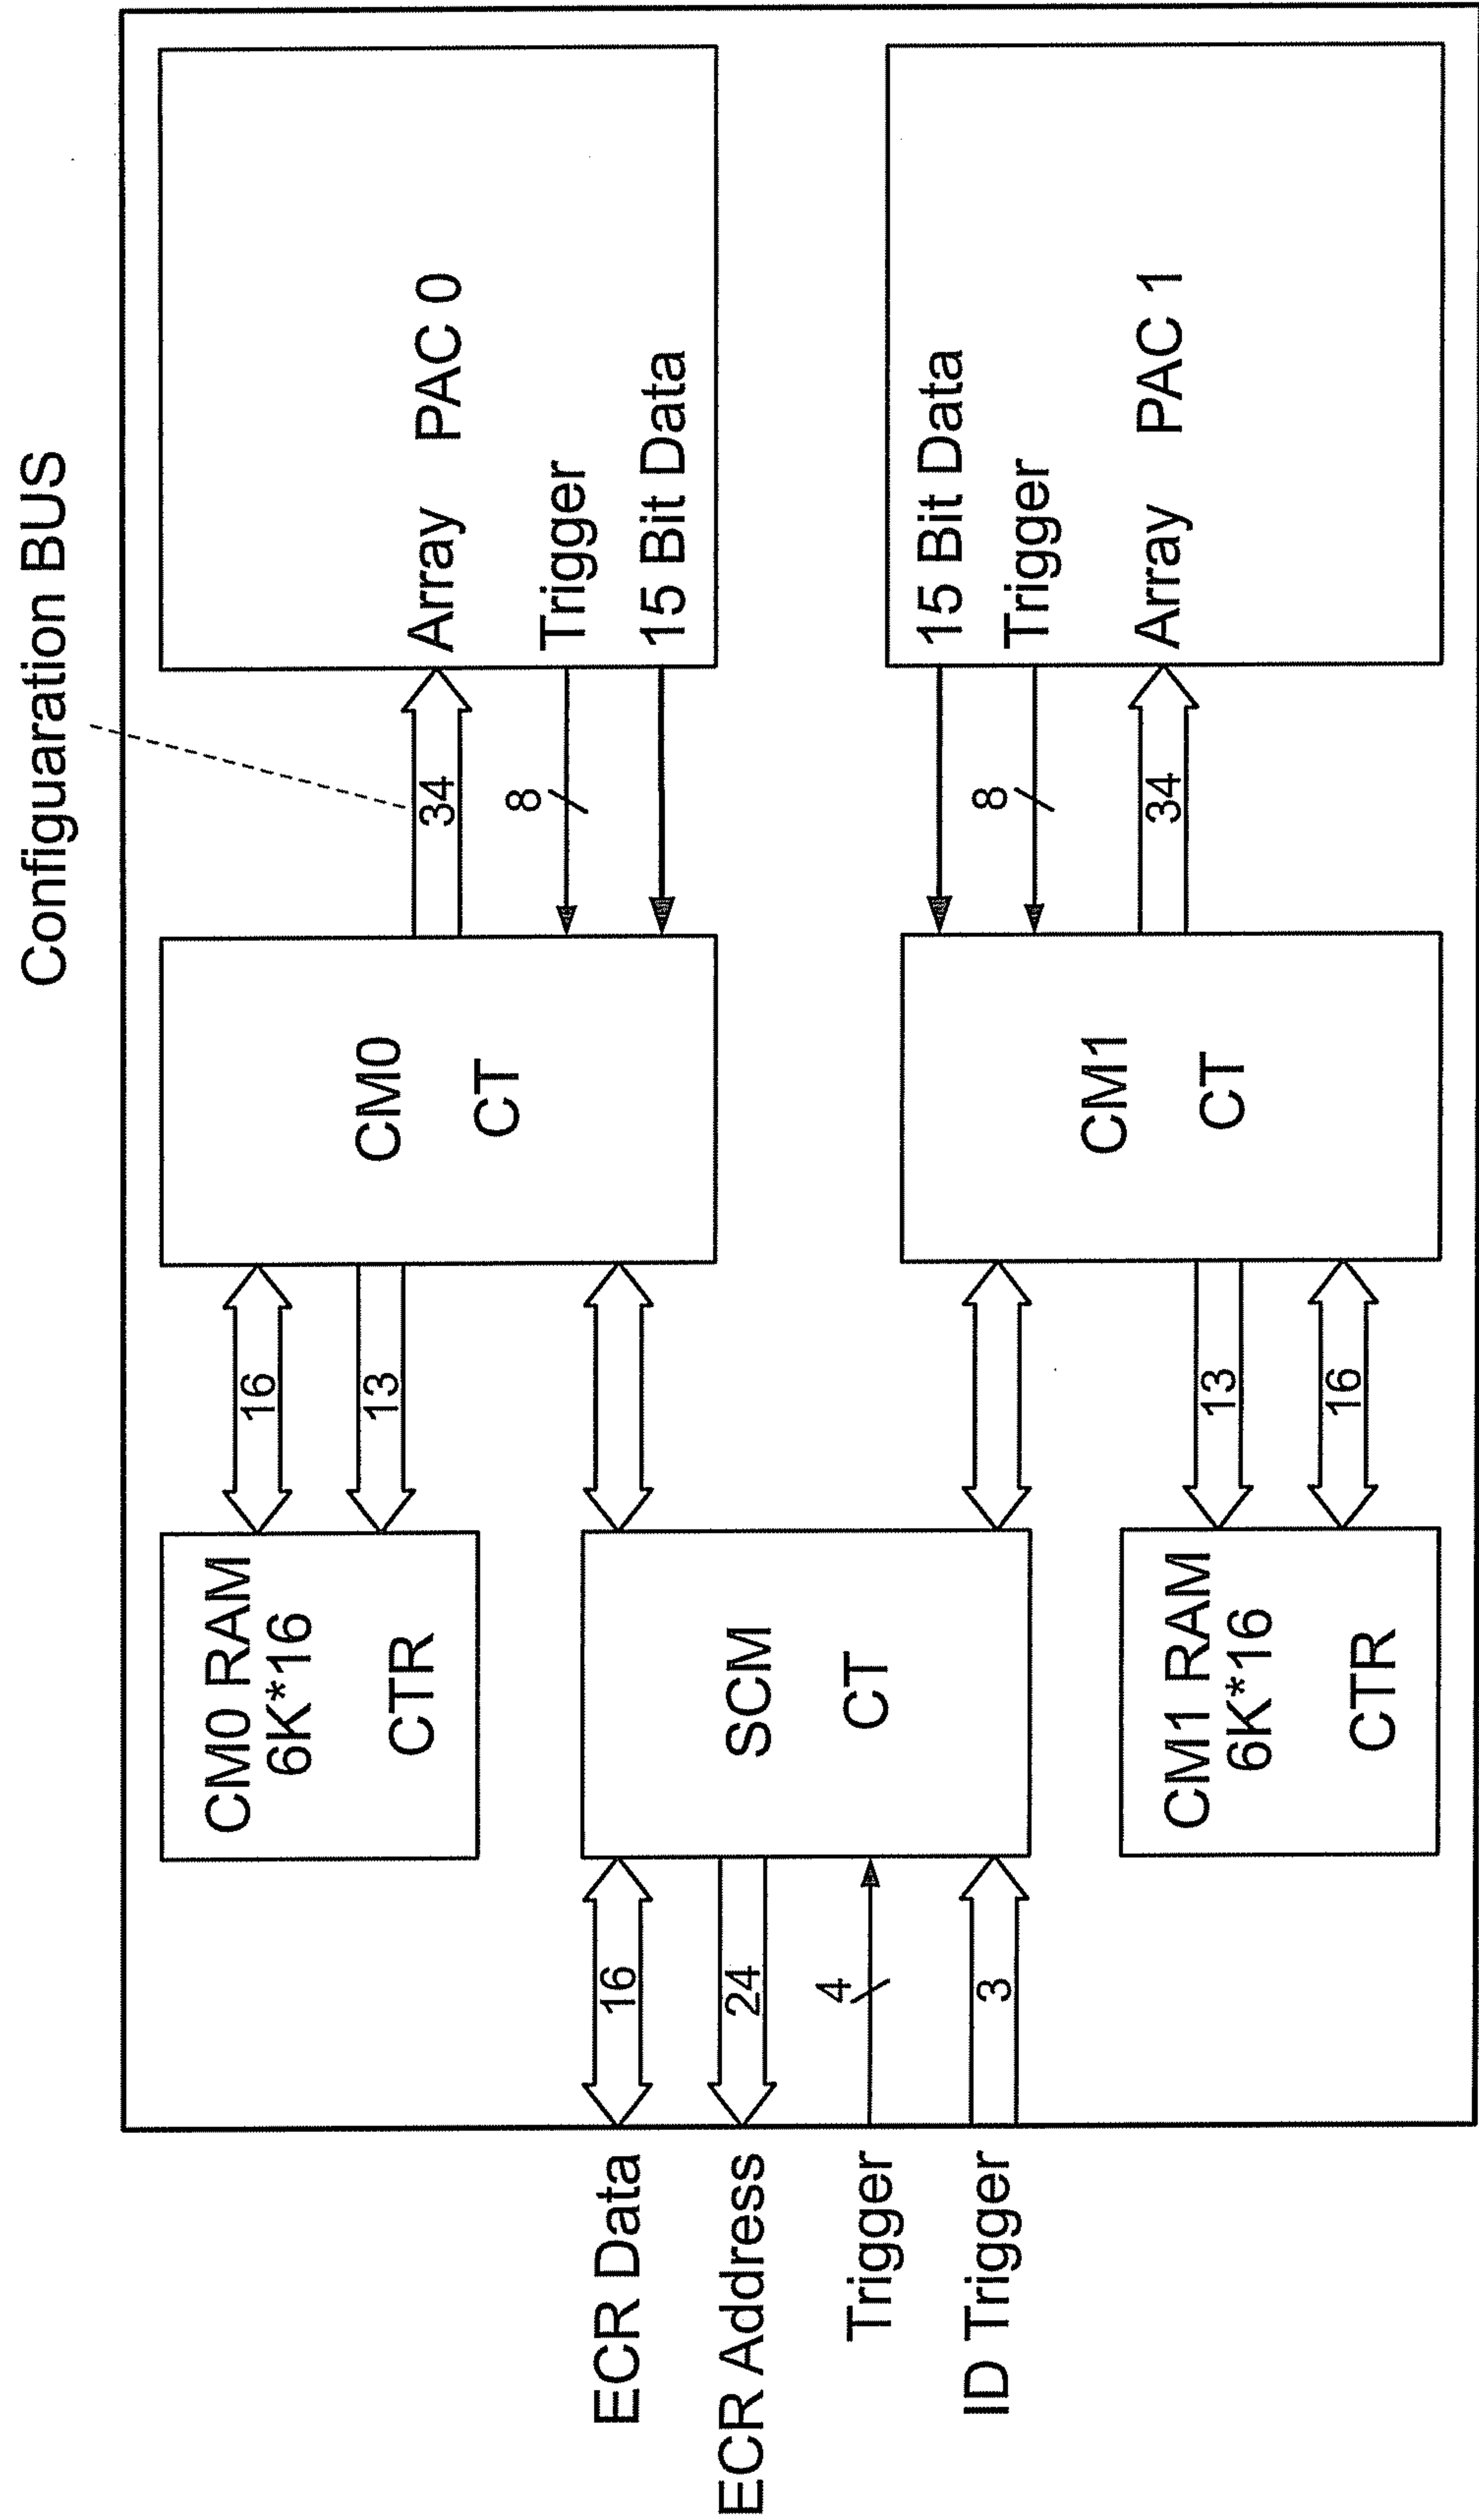 Configuaration BUS
CM0 RAM
6K*16
CTR
16
13
CM0
CT
34
Array PAC 0
8
Trigger
15 Bit Data
ECR Data
16
ECR Address
24
Trigger
4
ID Trigger
3
SCM
CT
15 Bit Data
8
Trigger
34
Array PAC 1
CM1
CT
13
16
CM1 RAM
6K*16
CTR